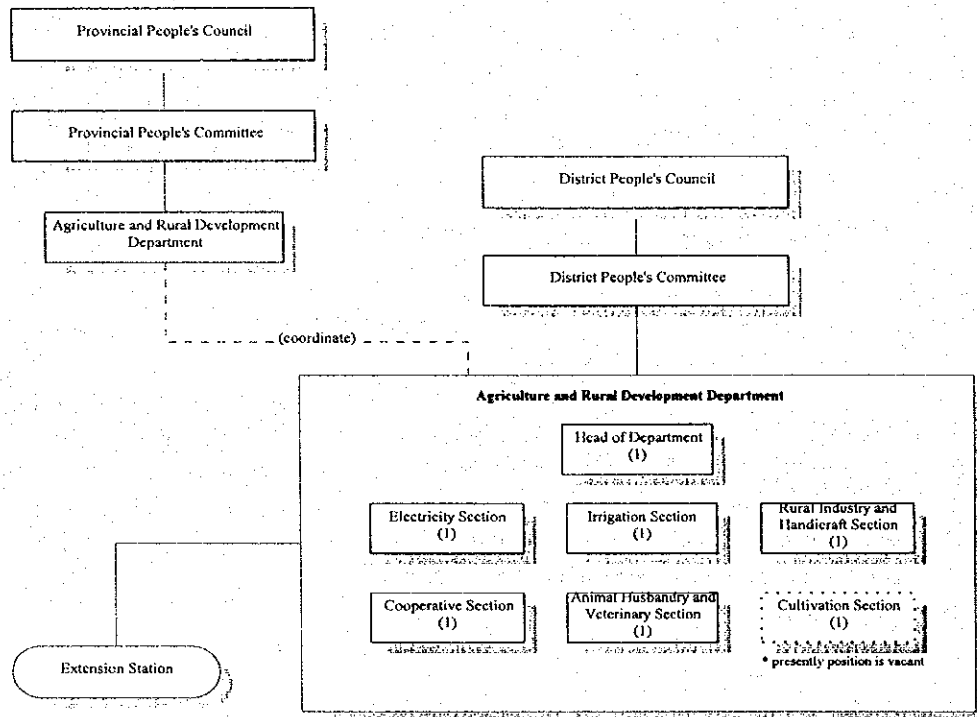 Provincial People's Council
Provincial People's Committee
Agriculture and Rural Development
Department
District People's Council
District People's Committee
(coordinate)
Agriculture and Rural Development Department
Head of Department
(1)
Electricity Section
(1)
Irrigation Section
(1)
Rural Industry and
Handicraft Section
(1)
Cooperative Section
(1)
Animal Husbandry and
Veterinary Section
(1)
Cultivation Section
(1)
* presently position is vacant
Extension Station